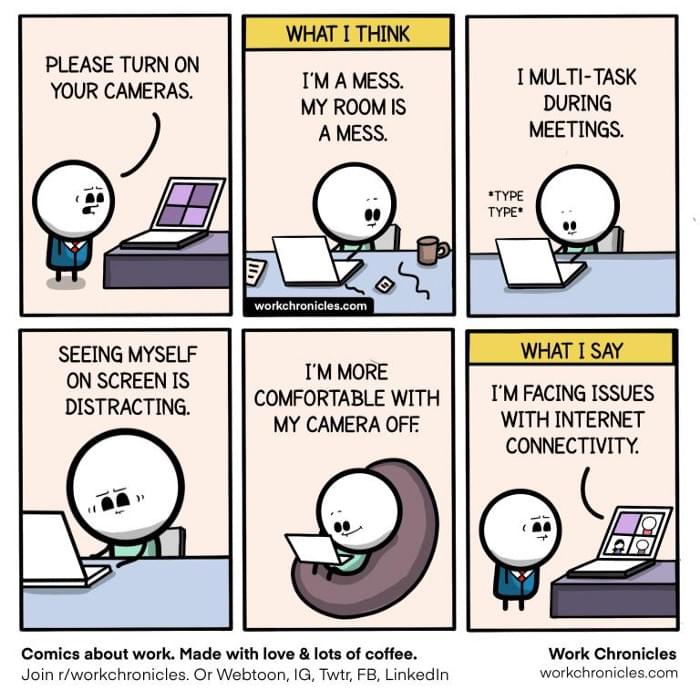 PLEASE TURN ON
YOUR CAMERAS.
WHAT I THINK
I'M A MESS.
MY ROOM IS
A MESS.
workchronicles.com
I MULTI-TASK
DURING
MEETINGS.
*TYPE
TYPE*
SEEING MYSELF
ON SCREEN IS
DISTRACTING.
I'M MORE
COMFORTABLE WITH
MY CAMERA OFF.
WHAT I SAY
I'M FACING ISSUES
WITH INTERNET
CONNECTIVITY.
Comics about work. Made with love & lots of coffee.
Join r/workchronicles. Or Webtoon, IG, Twtr, FB, LinkedIn
Work Chronicles
workchronicles.com